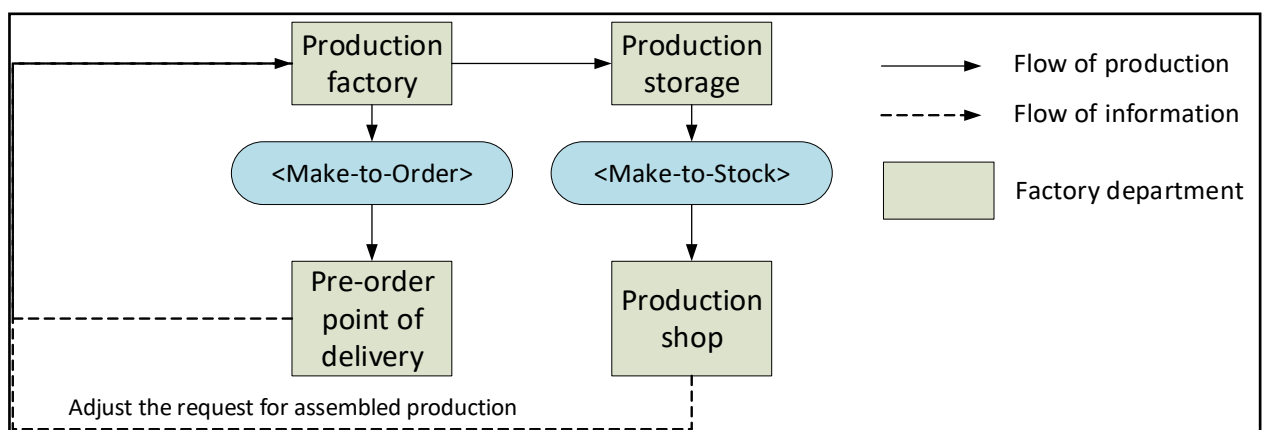 Production
factory
Production
storage
Flow of production
Flow of information
<Make-to-Order>
<Make-to-Stock>
Factory department
Pre-order
point of
delivery
Production
shop
Adjust the request for assembled production